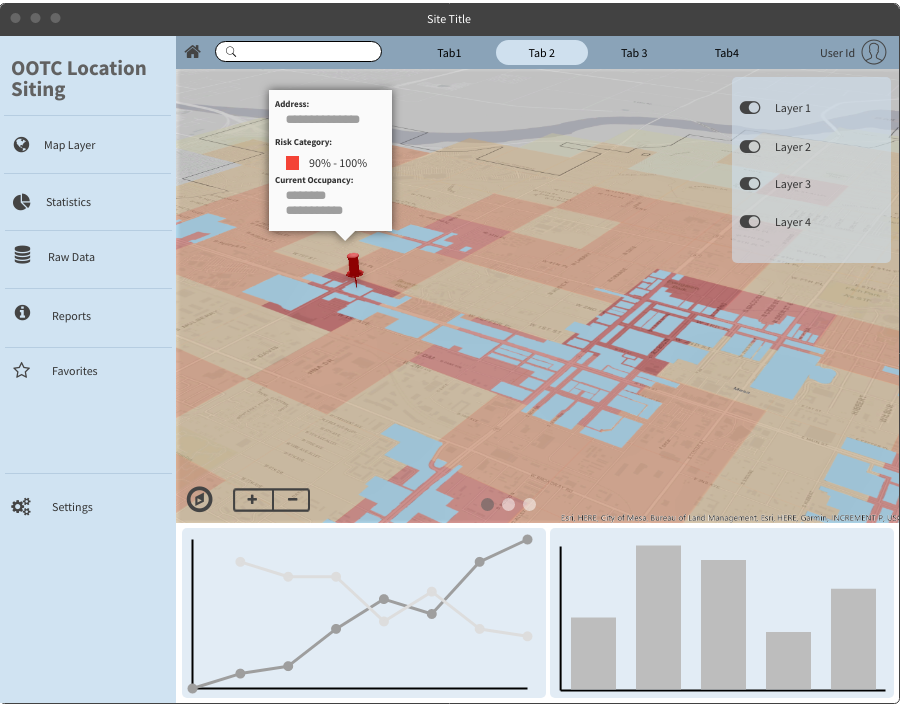 Site Title
OOTC Location
Siting
Map Layer
Statistics
Raw Data
Reports
Favorites
Settings
Tab1
Tab 2
Tab 3
Tab4
User Id
Address:
Risk Category:
90% - 100%
Current Occupancy:
Layer 1
Layer 2
Layer 3
Layer 4
Esri, HERE, City of Mesa, Bureau of Land Management, Esri, HERE, Garmin, INCREMENT P, USG